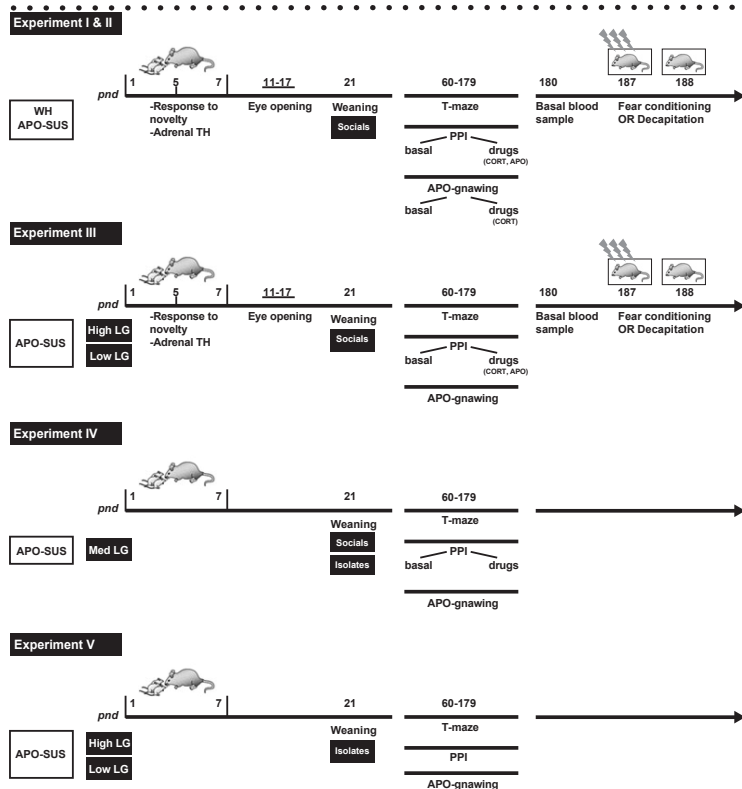 Experiment I & II
1 5 7 11-17 21 60-179 180 187 188
pnd
WH
APO-SUS
-Response to
novelty
-Adrenal TH
Eye opening
Weaning
Socials
T-maze
PPI
basal drugs
(CORT, APO)
APO-gnawing
basal drugs
(CORT)
Basal blood
sample
Fear conditioning
OR Decapitation
Experiment III
1 5 7 11-17 21 60-179 180 187 188
pnd
APO-SUS
High LG
Low LG
-Response to
novelty
-Adrenal TH
Eye opening
Weaning
Socials
T-maze
PPI
basal drugs
(CORT, APO)
APO-gnawing
Basal blood
sample
Fear conditioning
OR Decapitation
Experiment IV
1 7 21 60-179
pnd
APO-SUS
Med LG
Weaning
Socials
Isolates
T-maze
PPI
basal drugs
APO-gnawing
Experiment V
1 7 21 60-179
pnd
APO-SUS
High LG
Low LG
Weaning
Isolates
T-maze
PPI
APO-gnawing